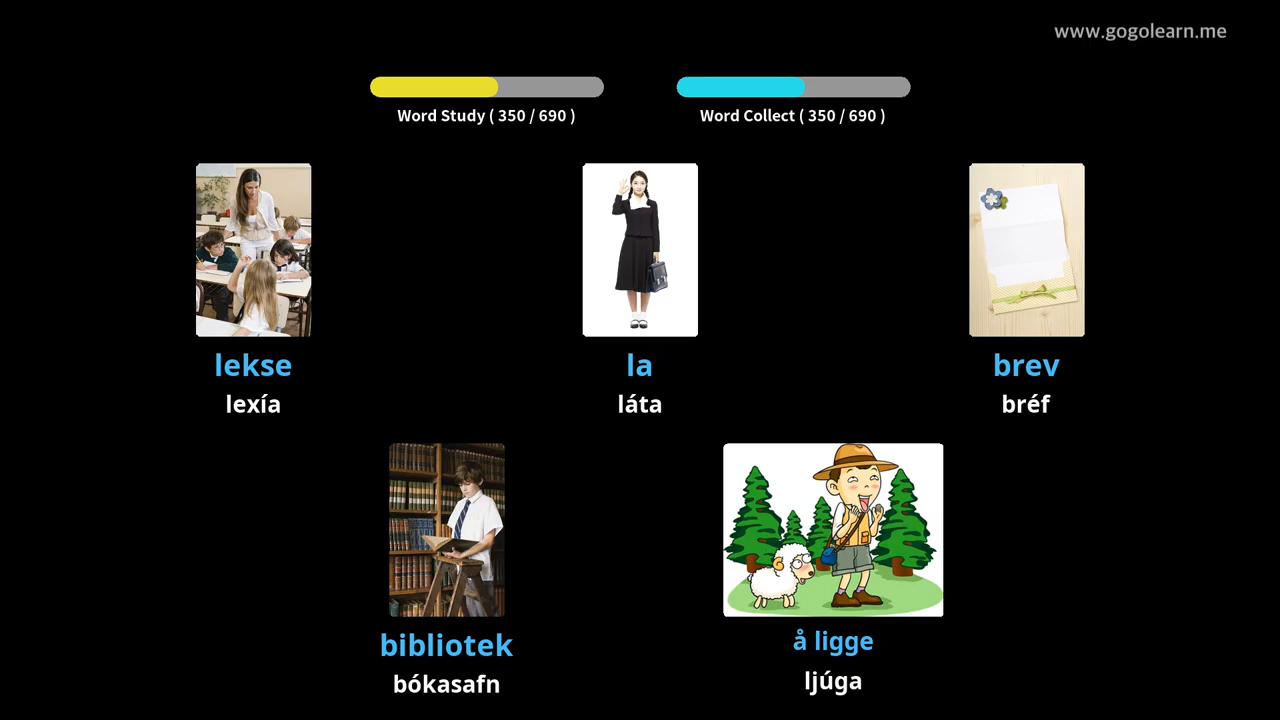 www.gogolearn.me
Word Study ( 350 / 690 )
Word Collect ( 350 / 690 )
lekse
lexía
la
láta
brev
bréf
bibliotek
bókasafn
å ligge
ljúga